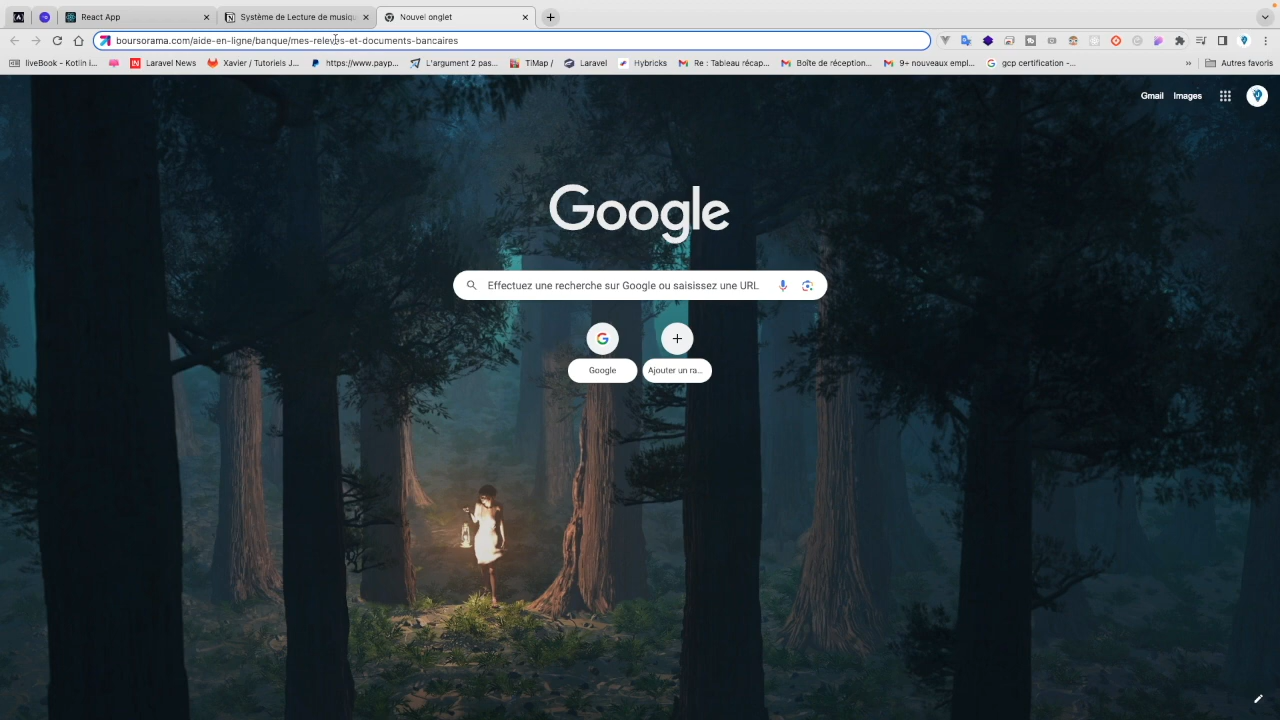 React App
Système de Lecture de musiqu
Nouvel onglet
boursorama.com/aide-en-ligne/banque/mes-releves-et-documents-bancaires
liveBook - Kotlin i...
Laravel News
Xavier / Tutoriels J...
https://www.payp...
L'argument 2 pas...
TiMap /
Laravel
Hybricks
Re : Tableau récap...
Boîte de réception...
9+ nouveaux empl...
gcp certification -...
»
Autres favoris
Gmail
Images
Google
Effectuez une recherche sur Google ou saisissez une URL
Google
Ajouter un ra...